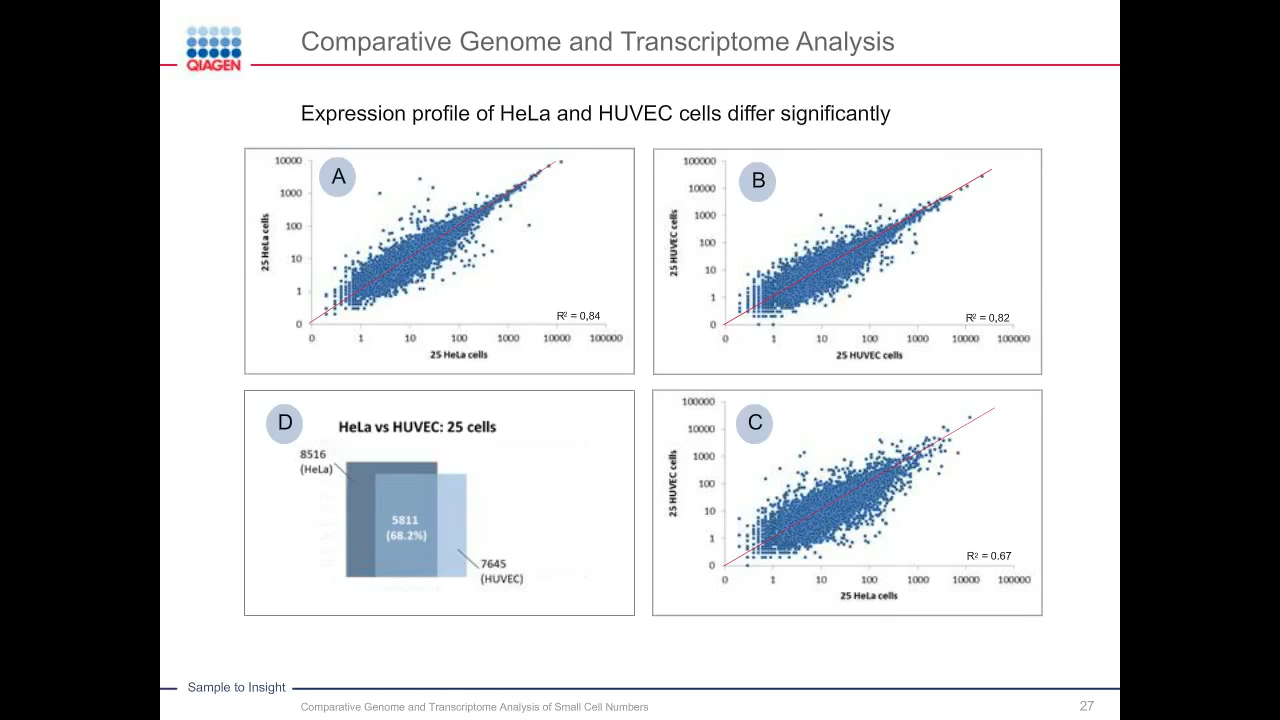 QIAGEN
Comparative Genome and Transcriptome Analysis
Expression profile of HeLa and HUVEC cells differ significantly
A
10000
1000
100
10
1
0
25 HeLa cells
R² = 0,84
0 1 10 100 1000 10000 100000
25 HeLa cells
B
100000
10000
1000
100
10
1
0
25 HUVEC cells
R² = 0,82
0 1 10 100 1000 10000 100000
25 HUVEC cells
D
HeLa vs HUVEC: 25 cells
8516
(HeLa)
5811
(68.2%)
7645
(HUVEC)
C
100000
10000
1000
100
10
1
0
25 HUVEC cells
R² = 0.67
0 1 10 100 1000 10000 100000
25 HeLa cells
Sample to Insight
Comparative Genome and Transcriptome Analysis of Small Cell Numbers
27